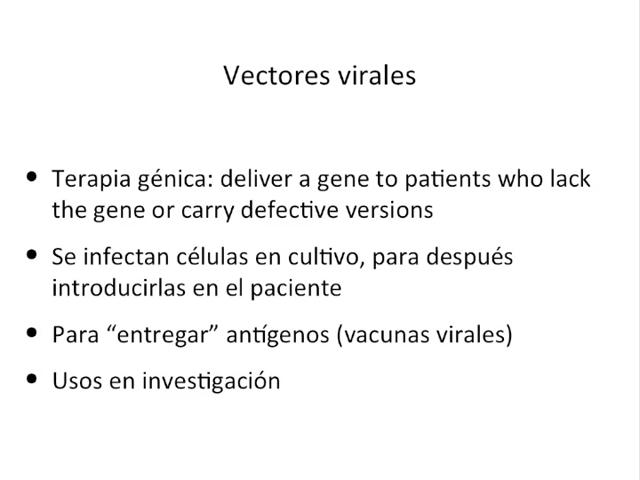 Vectores virales
• Terapia génica: deliver a gene to patients who lack
the gene or carry defective versions
• Se infectan células en cultivo, para después
introducirlas en el paciente
• Para “entregar” antígenos (vacunas virales)
• Usos en investigación